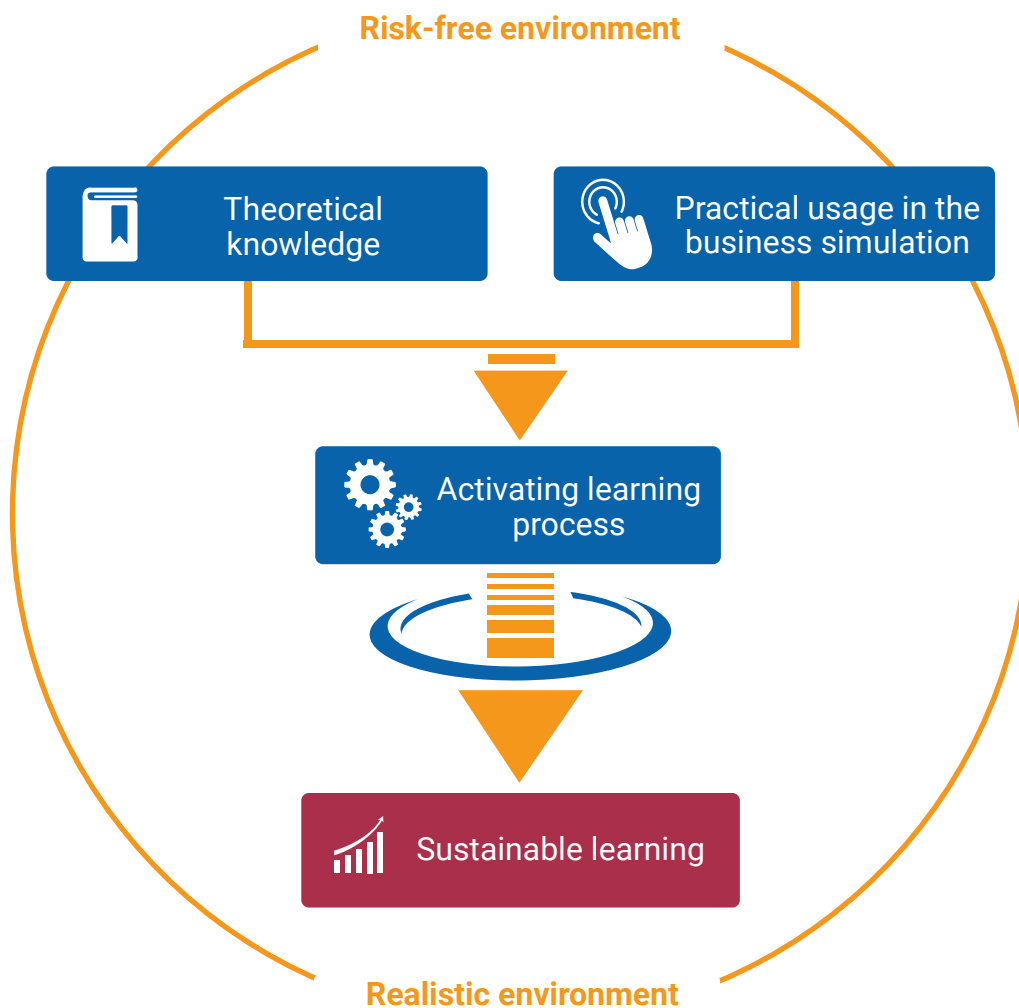 Risk-free environment
Theoretical
knowledge
Practical usage in the
business simulation
Activating learning
process
Sustainable learning
Realistic environment